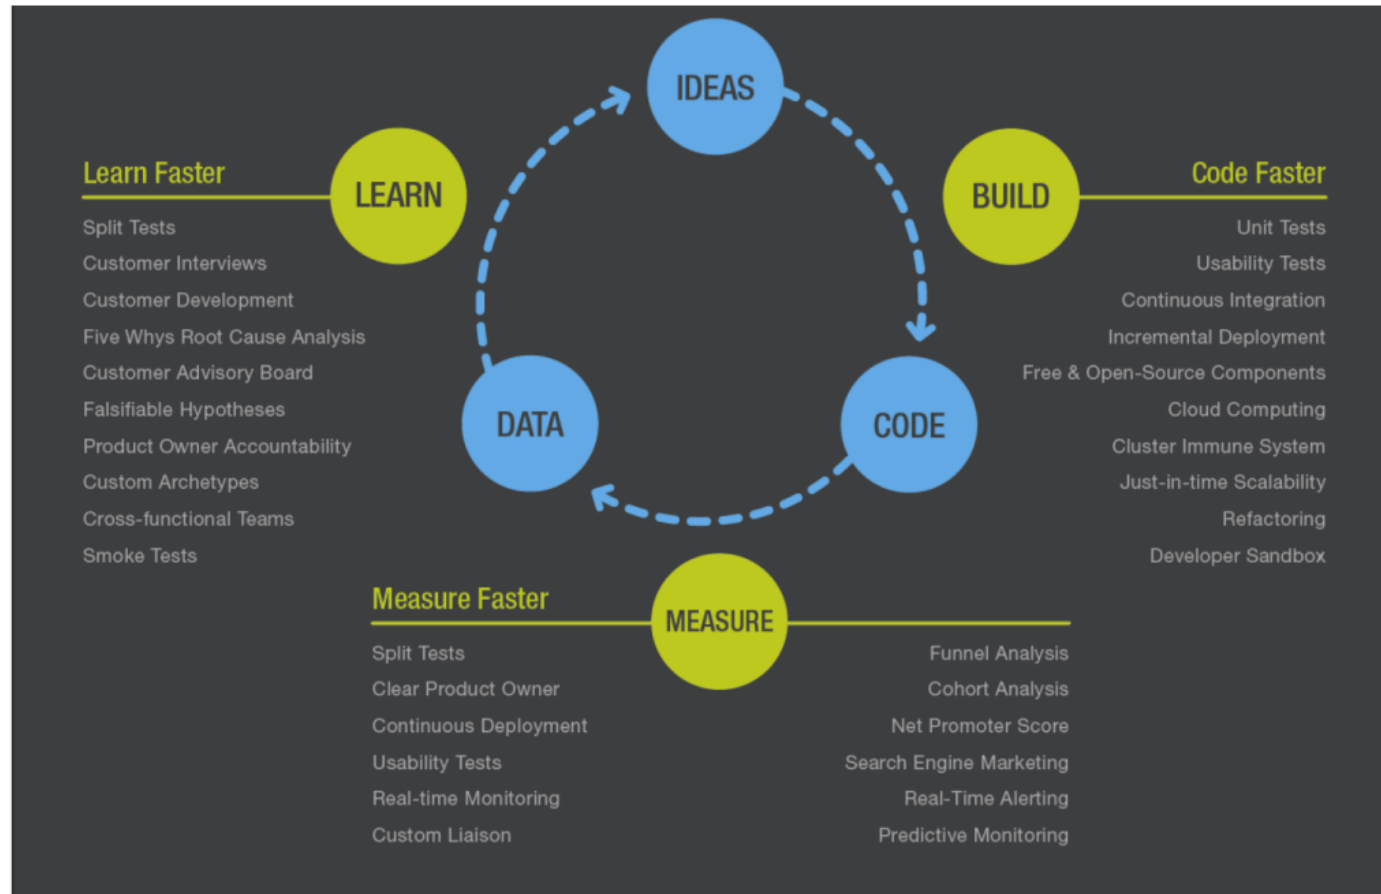 IDEAS
Learn Faster
LEARN
Split Tests
Customer Interviews
Customer Development
Five Whys Root Cause Analysis
Customer Advisory Board
Falsifiable Hypotheses
Product Owner Accountability
Custom Archetypes
Cross-functional Teams
Smoke Tests
BUILD
Code Faster
Unit Tests
Usability Tests
Continuous Integration
Incremental Deployment
Free & Open-Source Components
Cloud Computing
Cluster Immune System
Just-in-time Scalability
Refactoring
Developer Sandbox
DATA
CODE
Measure Faster
MEASURE
Split Tests
Clear Product Owner
Continuous Deployment
Usability Tests
Real-time Monitoring
Custom Liaison
Funnel Analysis
Cohort Analysis
Net Promoter Score
Search Engine Marketing
Real-Time Alerting
Predictive Monitoring